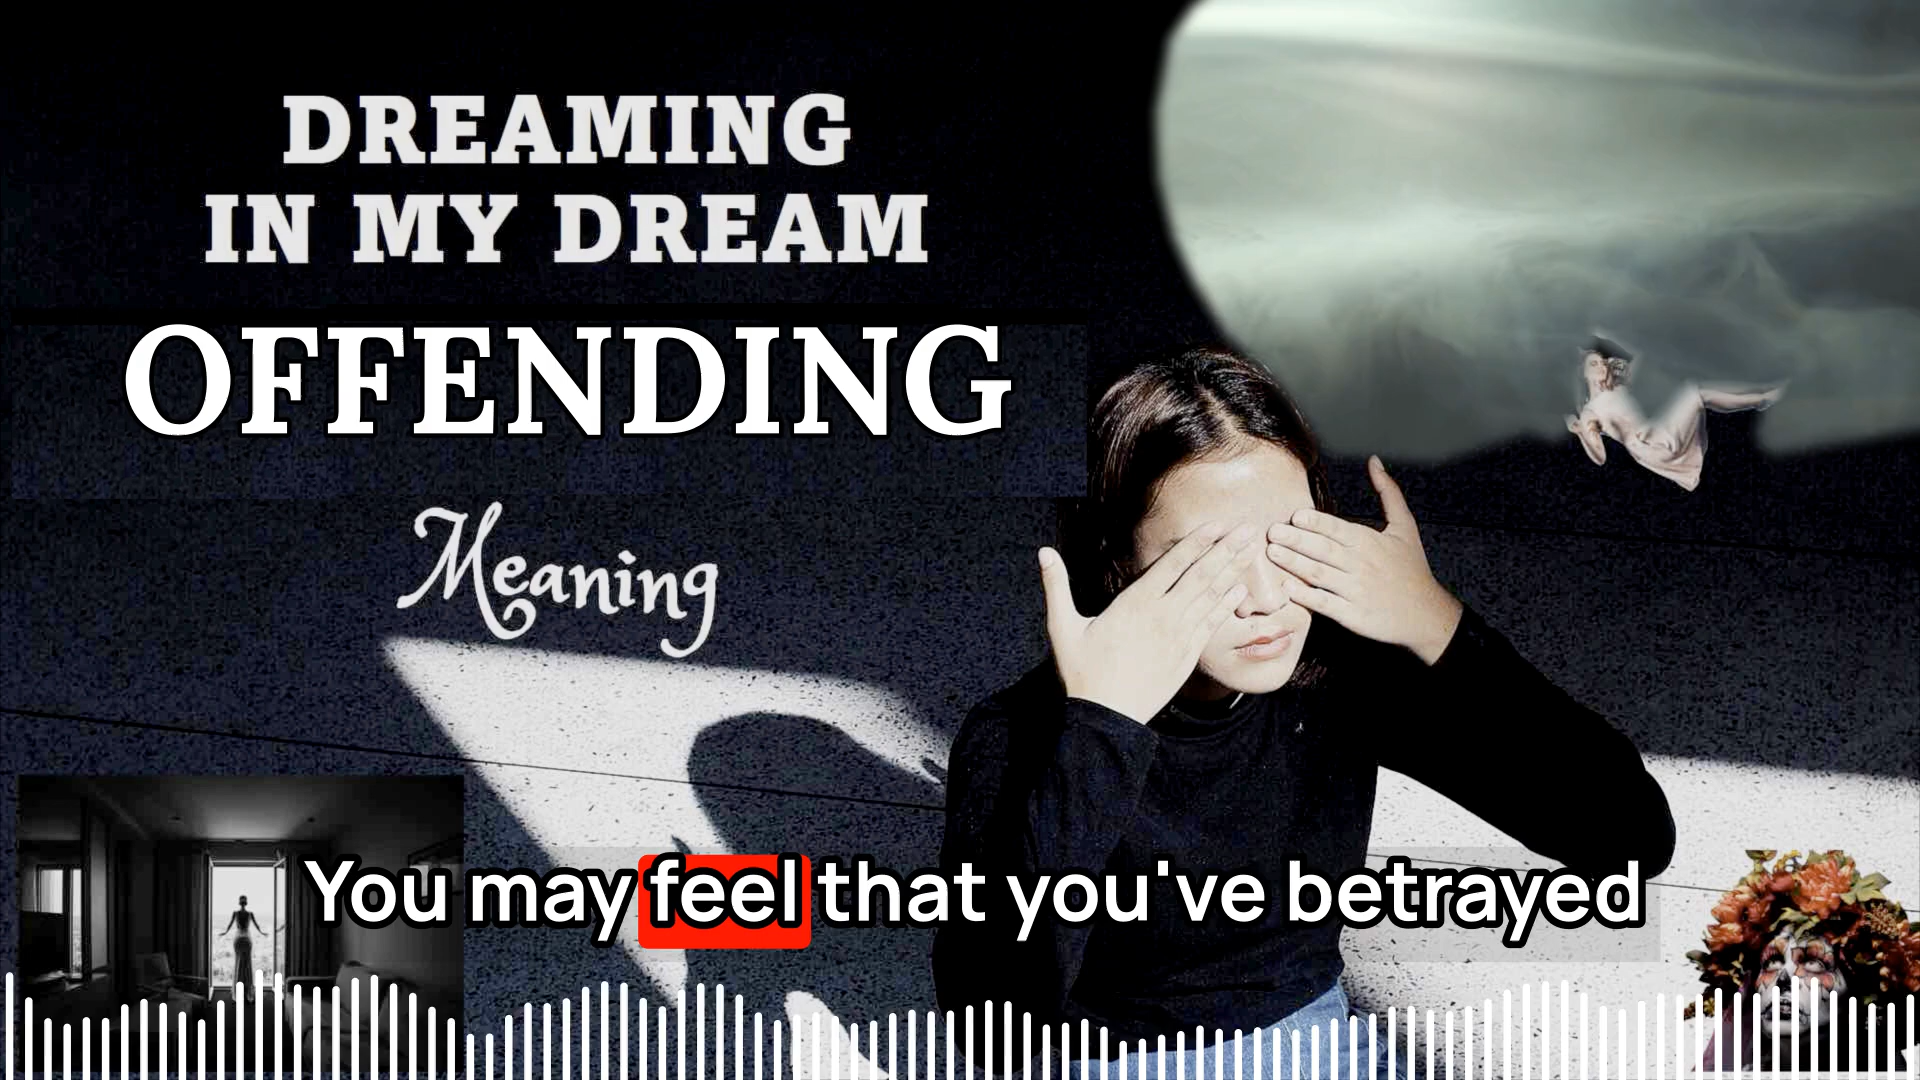 DREAMING
IN MY DREAM
OFFENDING
Meaning
You may feel that you've betrayed